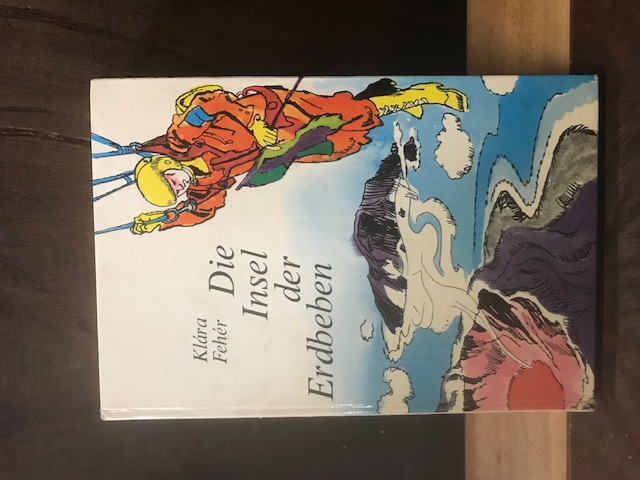 Klára
Fehér
Die
Insel
der
Erdbeben